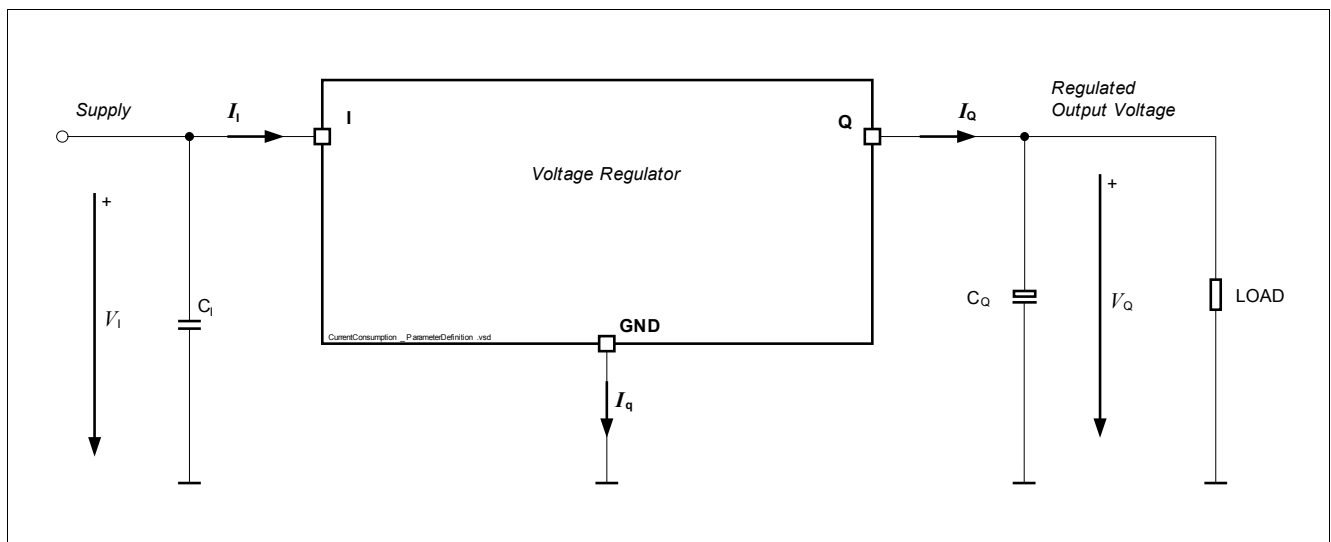 Supply
I_I
I
Voltage Regulator
Q
I_Q
Regulated
Output Voltage
+
V_I
C_I
CurrentConsumption _ ParameterDefinition .vsd
GND
I_q
C_Q
+
V_Q
LOAD